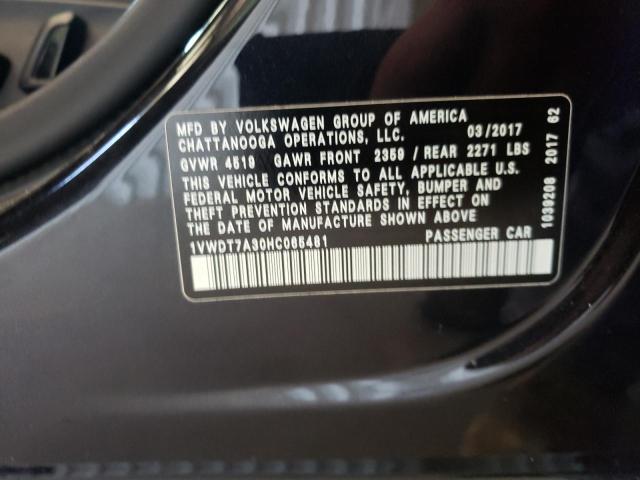 MFD BY VOLKSWAGEN GROUP OF AMERICA
CHATTANOOGA OPERATIONS, LLC. 03/2017
GVWR 4519 GAWR FRONT 2359 / REAR 2271 LBS
THIS VEHICLE CONFORMS TO ALL APPLICABLE U.S.
FEDERAL MOTOR VEHICLE SAFETY, BUMPER AND
THEFT PREVENTION STANDARDS IN EFFECT ON
THE DATE OF MANUFACTURE SHOWN ABOVE
1VWDT7A30HC065481 PASSENGER CAR
1039208 2017 62